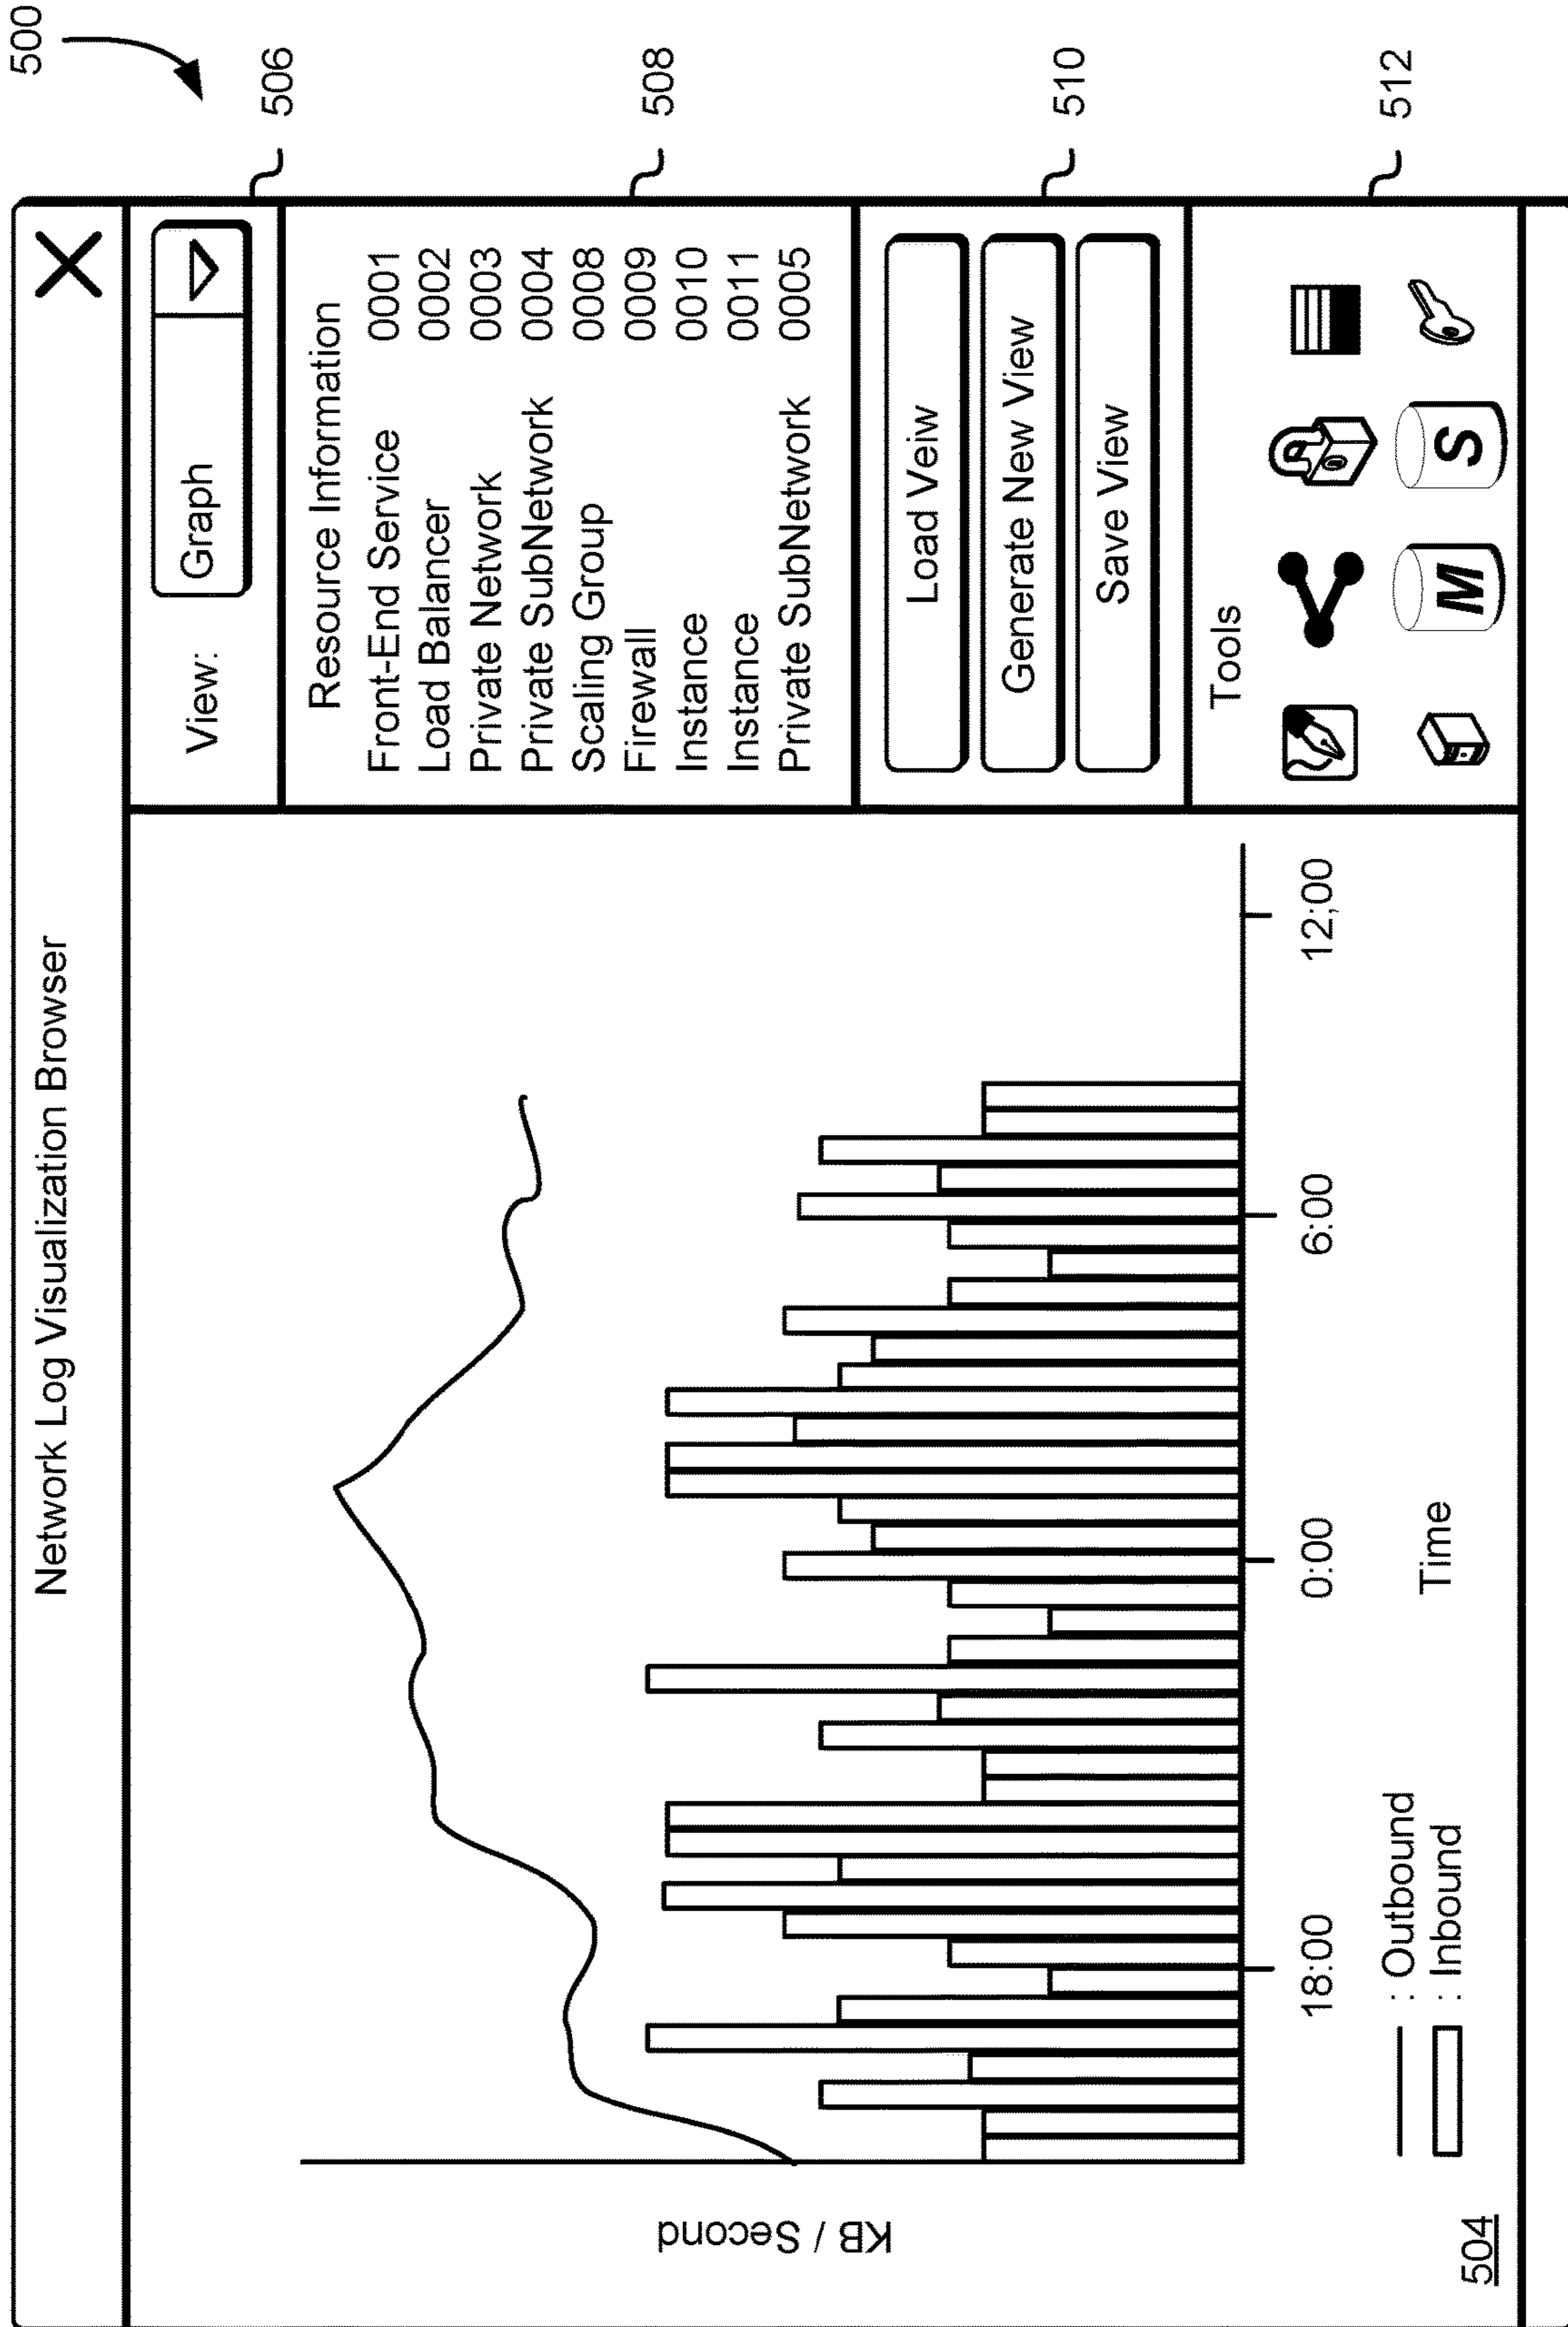 500
Network Log Visualization Browser
View:
Graph
506
Resource Information
Front-End Service 0001
Load Balancer 0002
Private Network 0003
Private SubNetwork 0004
Scaling Group 0008
Firewall 0009
Instance 0010
Instance 0011
Private SubNetwork 0005
508
Load Veiw
Generate New View
Save View
510
Tools
M
S
512
KB / Second
18:00
0:00
6:00
12;00
Time
: Outbound
: Inbound
504